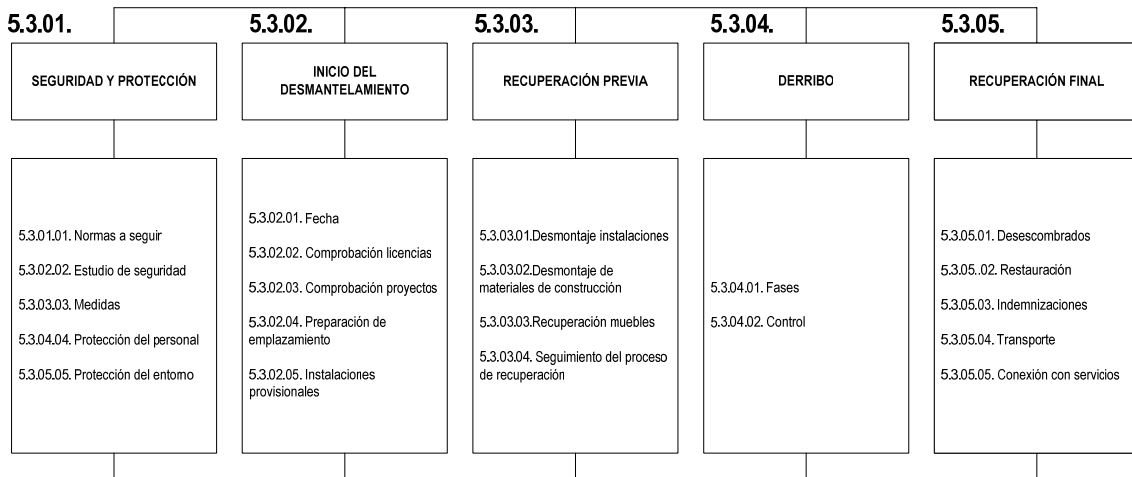 5.3.01.
SEGURIDAD Y PROTECCIÓN
5.3.01.01. Normas a seguir
5.3.02.02. Estudio de seguridad
5.3.03.03. Medidas
5.3.04.04. Protección del personal
5.3.05.05. Protección del entorno
5.3.02.
INICIO DEL
DESMANTELAMIENTO
5.3.02.01. Fecha
5.3.02.02. Comprobación licencias
5.3.02.03. Comprobación proyectos
5.3.02.04. Preparación de
emplazamiento
5.3.02.05. Instalaciones
provisionales
5.3.03.
RECUPERACIÓN PREVIA
5.3.03.01.Desmontaje instalaciones
5.3.03.02.Desmontaje de
materiales de construcción
5.3.03.03.Recuperación muebles
5.3.03.04. Seguimiento del proceso
de recuperación
5.3.04.
DERRIBO
5.3.04.01. Fases
5.3.04.02. Control
5.3.05.
RECUPERACIÓN FINAL
5.3.05.01. Desescombrados
5.3.05..02. Restauración
5.3.05.03. Indemnizaciones
5.3.05.04. Transporte
5.3.05.05. Conexión con servicios